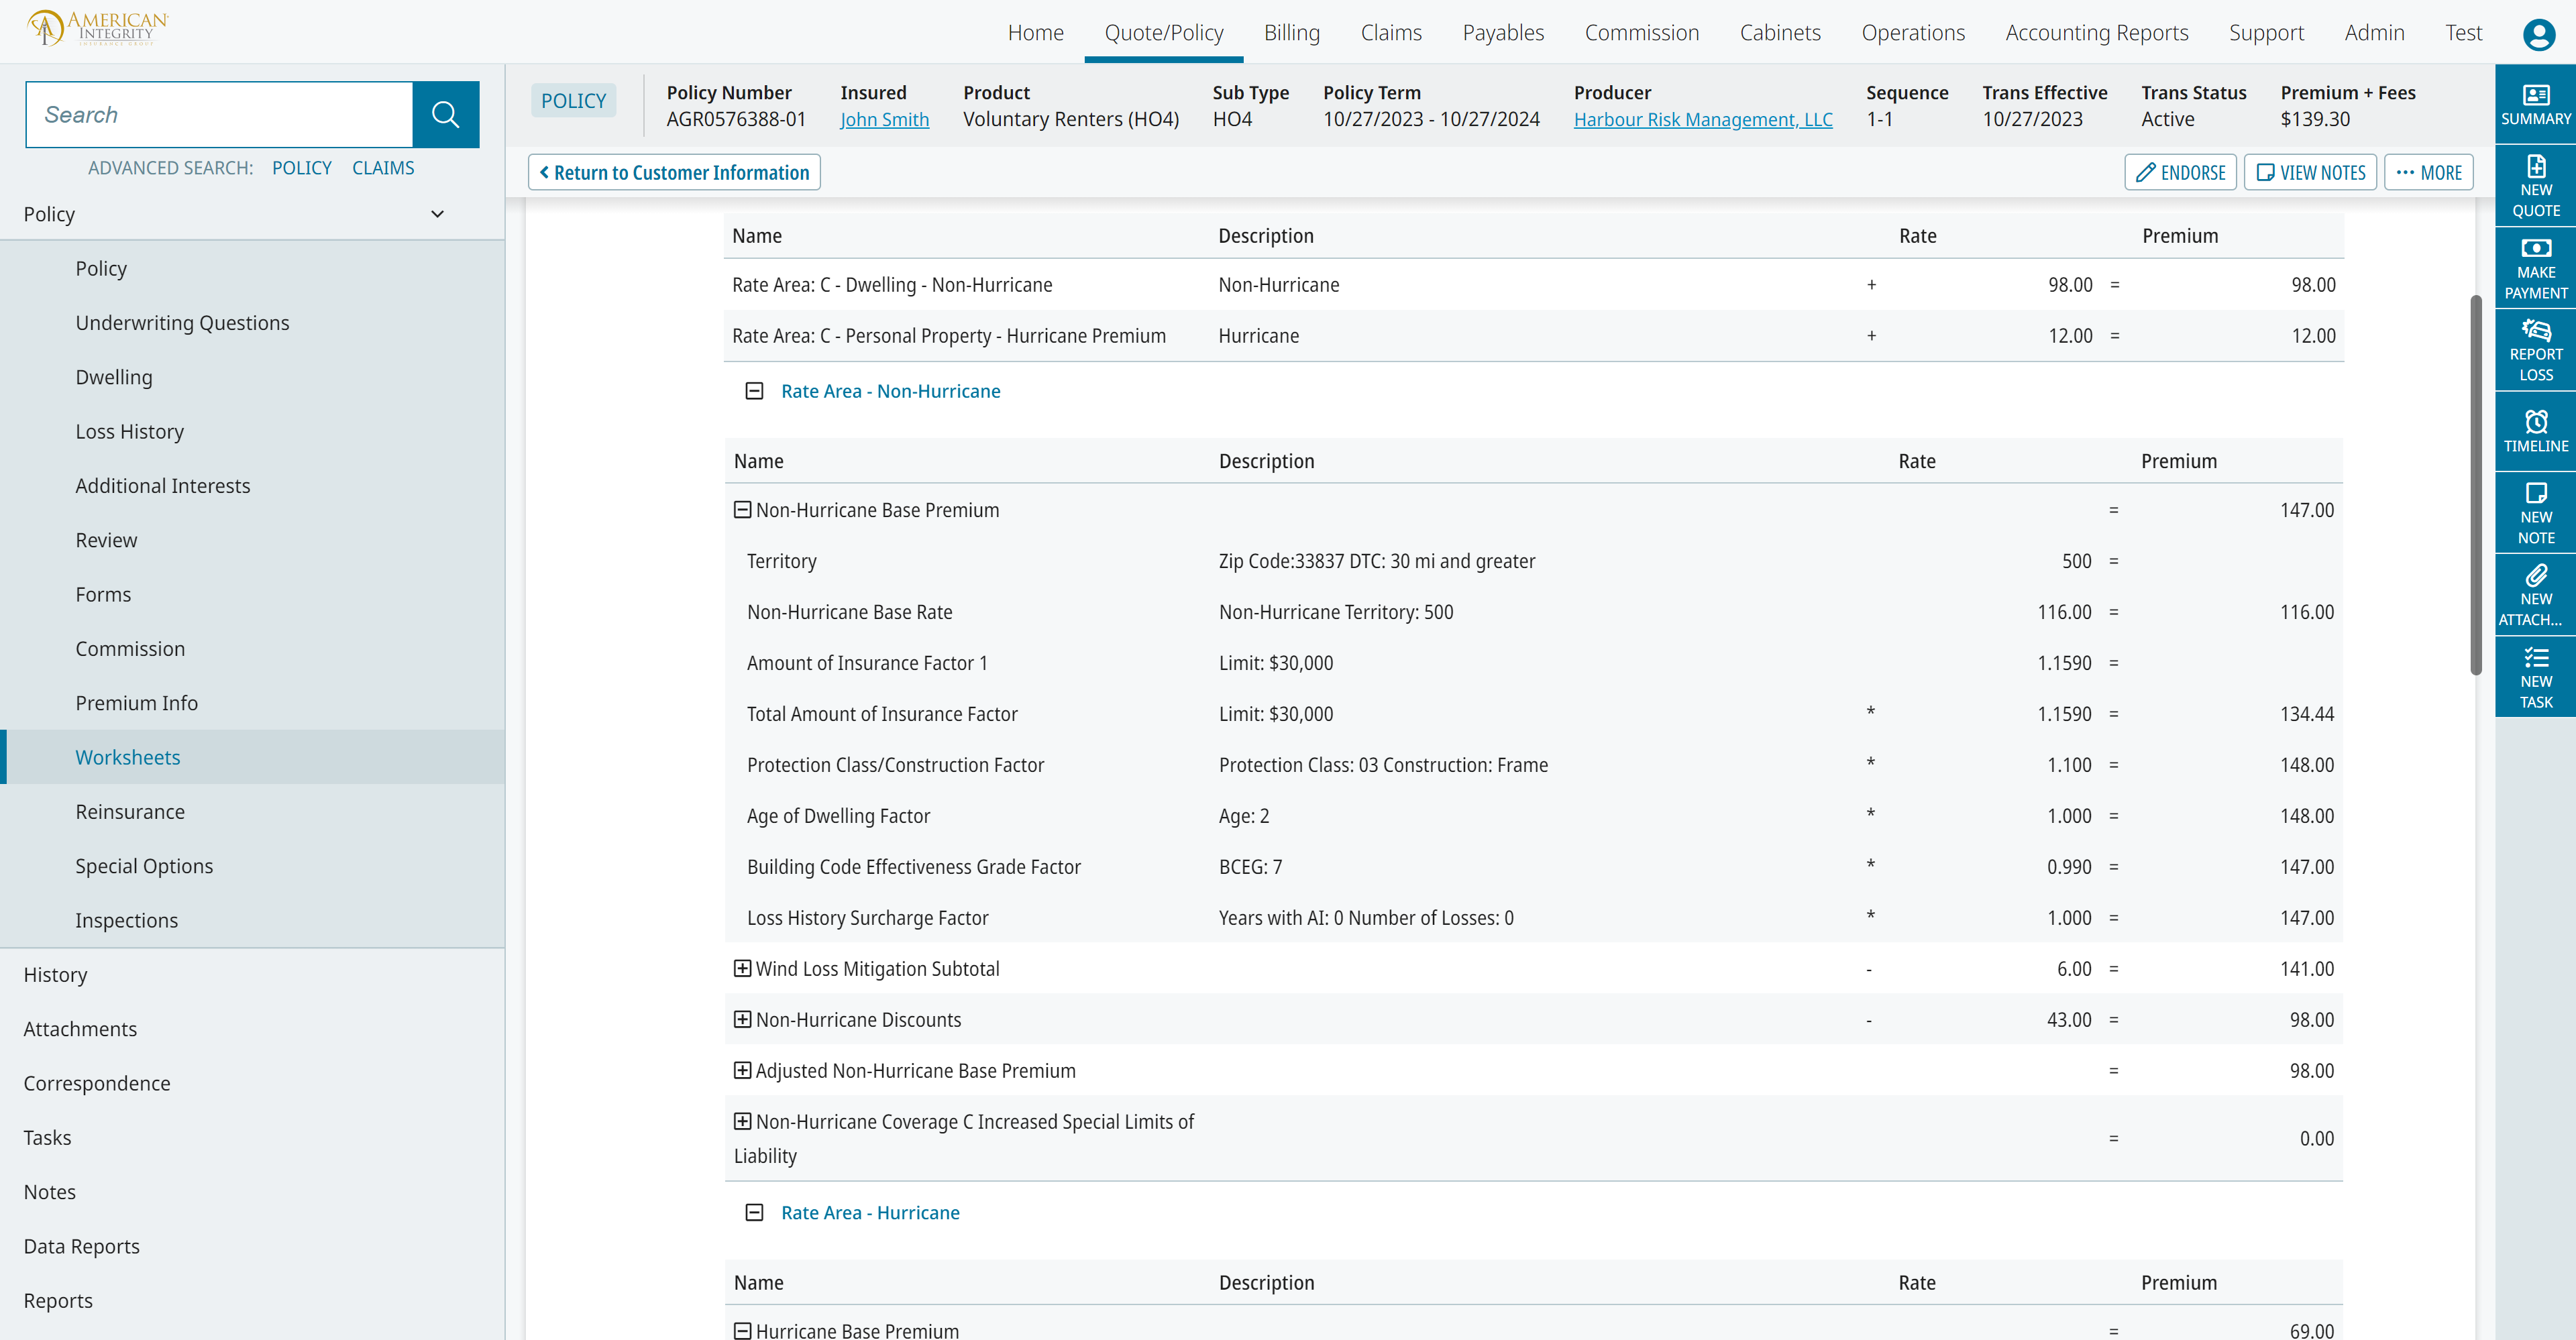 AMERICAN
INTEGRITY
INSURANCE GROUP
Home Quote/Policy Billing Claims Payables Commission Cabinets Operations Accounting Reports Support Admin Test
Search
ADVANCED SEARCH: POLICY CLAIMS
Policy
Policy
Underwriting Questions
Dwelling
Loss History
Additional Interests
Review
Forms
Commission
Premium Info
Worksheets
Reinsurance
Special Options
Inspections
History
Attachments
Correspondence
Tasks
Notes
Data Reports
Reports
POLICY
Policy Number Insured Product Sub Type Policy Term Producer Sequence Trans Effective Trans Status Premium + Fees
AGR0576388-01 John Smith Voluntary Renters (HO4) HO4 10/27/2023 - 10/27/2024 Harbour Risk Management, LLC 1-1 10/27/2023 Active $139.30
Return to Customer Information ENDORSE VIEW NOTES ··· MORE
Name Description Rate Premium
Rate Area: C - Dwelling - Non-Hurricane Non-Hurricane + 98.00 = 98.00
Rate Area: C - Personal Property - Hurricane Premium Hurricane + 12.00 = 12.00
Rate Area - Non-Hurricane
Name Description Rate Premium
Non-Hurricane Base Premium = 147.00
Territory Zip Code:33837 DTC: 30 mi and greater 500 =
Non-Hurricane Base Rate Non-Hurricane Territory: 500 116.00 = 116.00
Amount of Insurance Factor 1 Limit: $30,000 1.1590 =
Total Amount of Insurance Factor Limit: $30,000 * 1.1590 = 134.44
Protection Class/Construction Factor Protection Class: 03 Construction: Frame * 1.100 = 148.00
Age of Dwelling Factor Age: 2 * 1.000 = 148.00
Building Code Effectiveness Grade Factor BCEG: 7 * 0.990 = 147.00
Loss History Surcharge Factor Years with AI: 0 Number of Losses: 0 * 1.000 = 147.00
Wind Loss Mitigation Subtotal - 6.00 = 141.00
Non-Hurricane Discounts - 43.00 = 98.00
Adjusted Non-Hurricane Base Premium = 98.00
Non-Hurricane Coverage C Increased Special Limits of
Liability = 0.00
Rate Area - Hurricane
Name Description Rate Premium
Hurricane Base Premium = 69.00
SUMMARY
NEW
QUOTE
MAKE
PAYMENT
REPORT
LOSS
TIMELINE
NEW
NOTE
NEW
ATTACH...
NEW
TASK